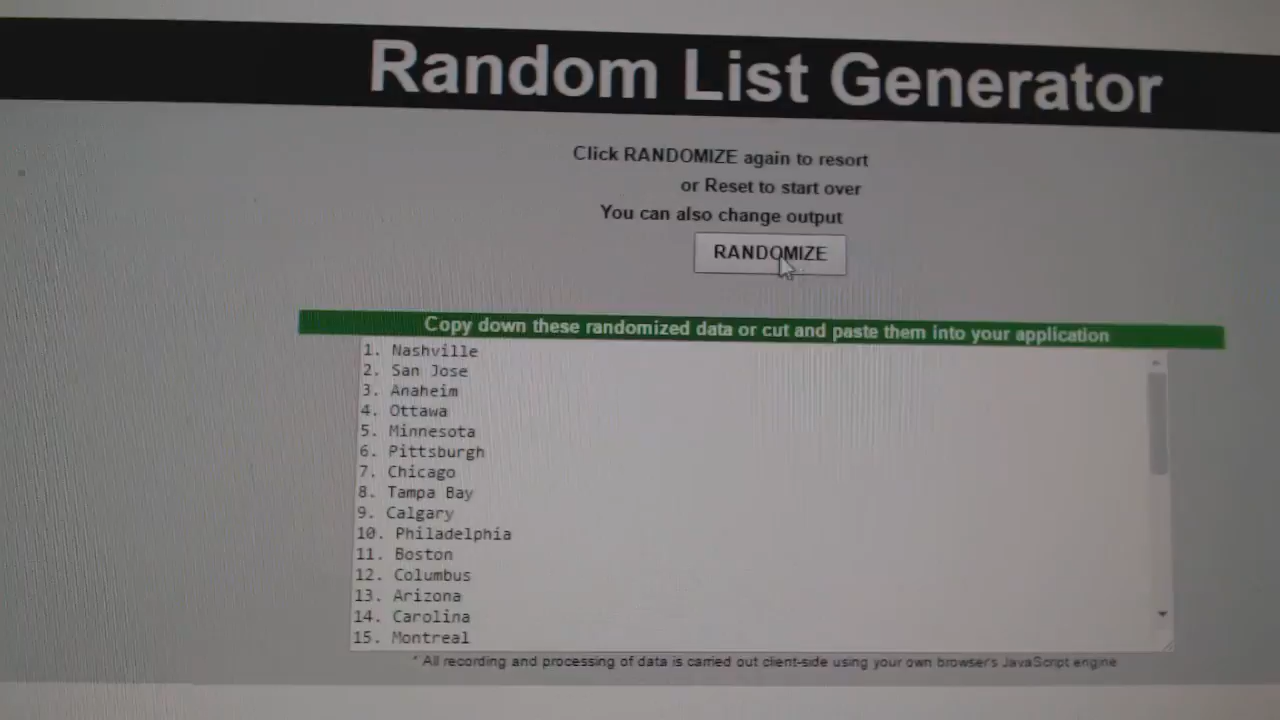 Random List Generator
Click RANDOMIZE again to resort
or Reset to start over
You can also change output
RANDOMIZE
Copy down these randomized data or cut and paste them into your application
1. Nashville
2. San Jose
3. Anaheim
4. Ottawa
5. Minnesota
6. Pittsburgh
7. Chicago
8. Tampa Bay
9. Calgary
10. Philadelphia
11. Boston
12. Columbus
13. Arizona
14. Carolina
15. Montreal
* All recording and processing of data is carried out client-side using your own browser's JavaScript engine